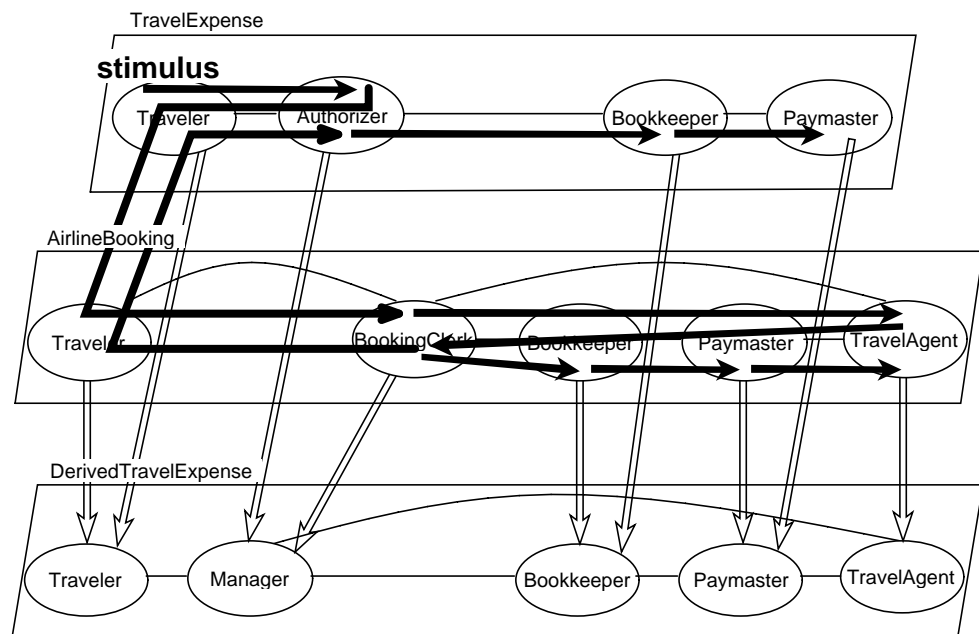 TravelExpense
stimulus
Traveler
Authorizer
Bookkeeper
Paymaster
AirlineBooking
Traveler
BookingClerk
Bookkeeper
Paymaster
TravelAgent
DerivedTravelExpense
Traveler
Manager
Bookkeeper
Paymaster
TravelAgent